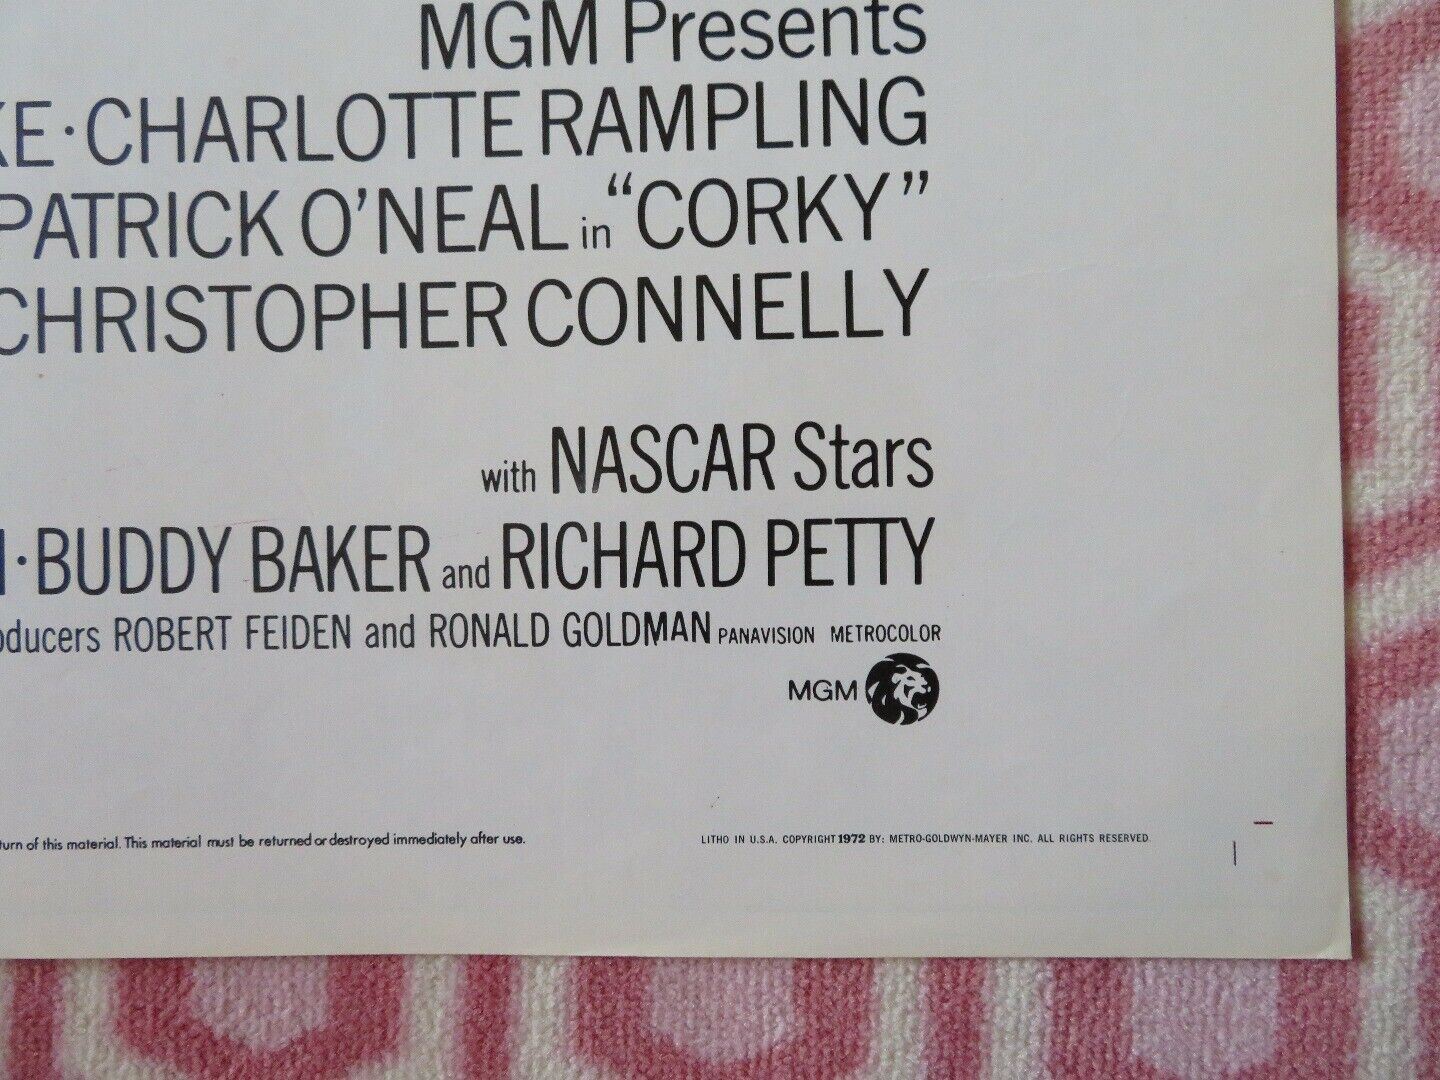 MGM Presents
KE · CHARLOTTE RAMPLING
PATRICK O'NEAL in "CORKY"
CHRISTOPHER CONNELLY
with NASCAR Stars
· BUDDY BAKER and RICHARD PETTY
oducers ROBERT FEIDEN and RONALD GOLDMAN PANAVISION METROCOLOR
MGM
turn of this material. This material must be returned or destroyed immediately after use.
LITHO IN U.S.A. COPYRIGHT 1972 BY: METRO-GOLDWYN-MAYER INC. ALL RIGHTS RESERVED.